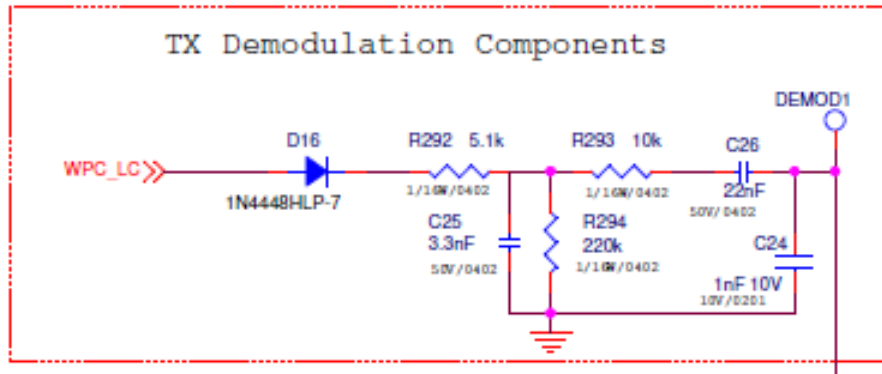 TX Demodulation Components
DEMOD1
D16
R292 5.1k
R293 10k
C26
WPC_LC
1/16W/0402
1/16W/0402
22nF
1N4448HLP-7
50V/0402
C25
R294
3.3nF
220k
C24
50V/0402
1/16W/0402
1nF 10V
10V/0201